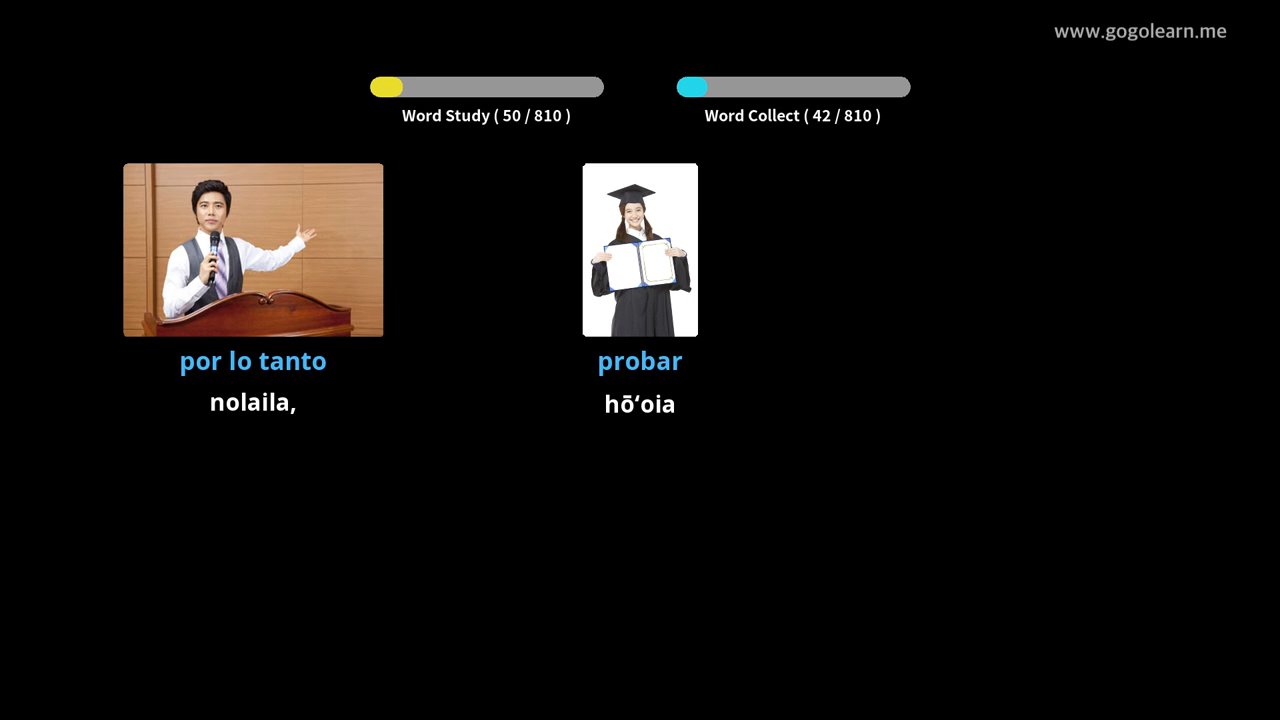 www.gogolearn.me
Word Study ( 50 / 810 )
Word Collect ( 42 / 810 )
por lo tanto
probar
nolaila,
hōʻoia